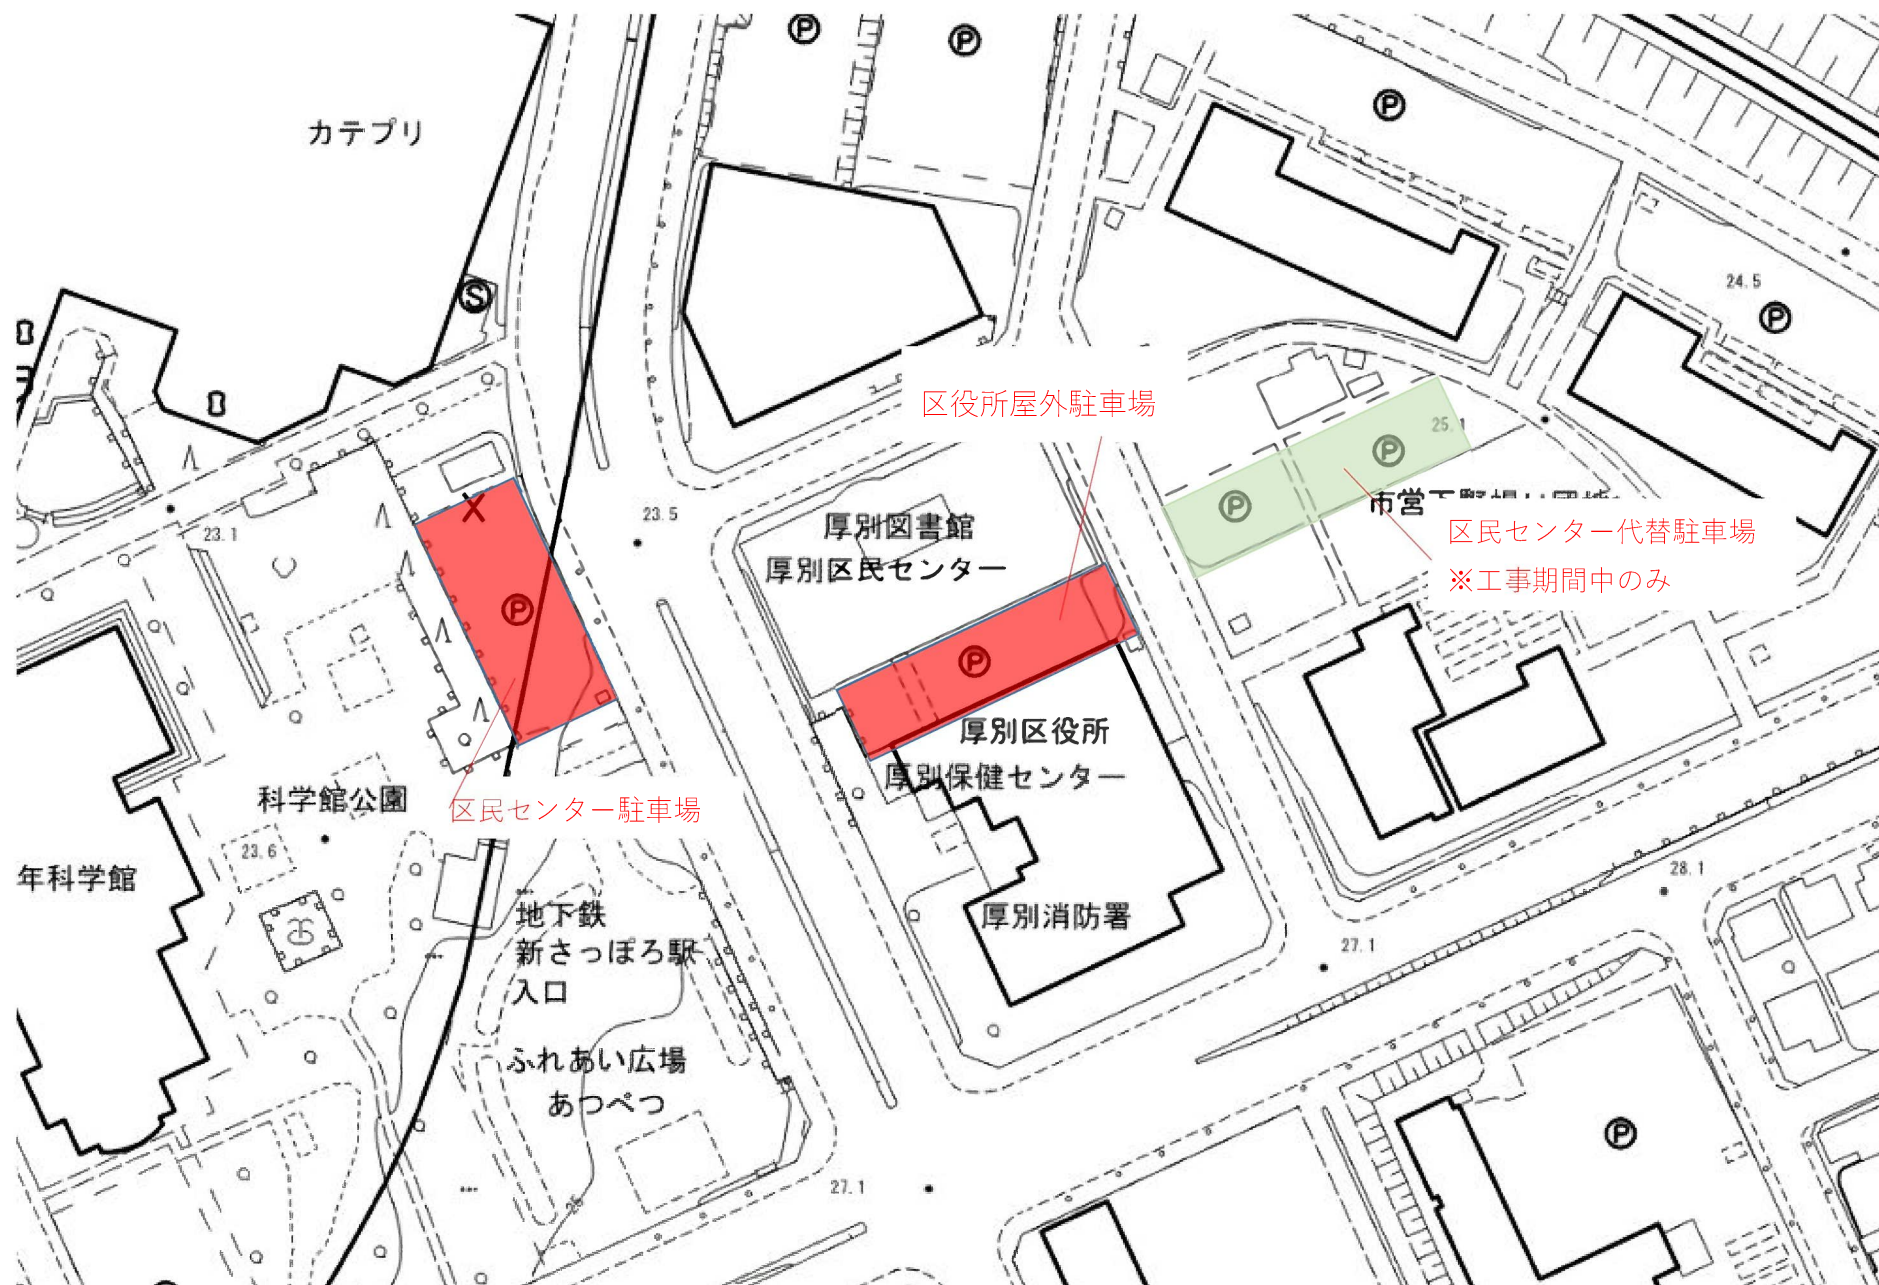 P
P
P
カテプリ
24.5
P
S
区役所屋外駐車場
25.1
P
P
市営下野幌
23.1
23.5
厚別図書館
厚別区民センター
区民センター代替駐車場
※工事期間中のみ
P
P
厚別区役所
厚別保健センター
科学館公園
区民センター駐車場
23.6
年科学館
28.1
地下鉄
新さっぽろ駅
入口
厚別消防署
27.1
ふれあい広場
あつべつ
P
27.1
25